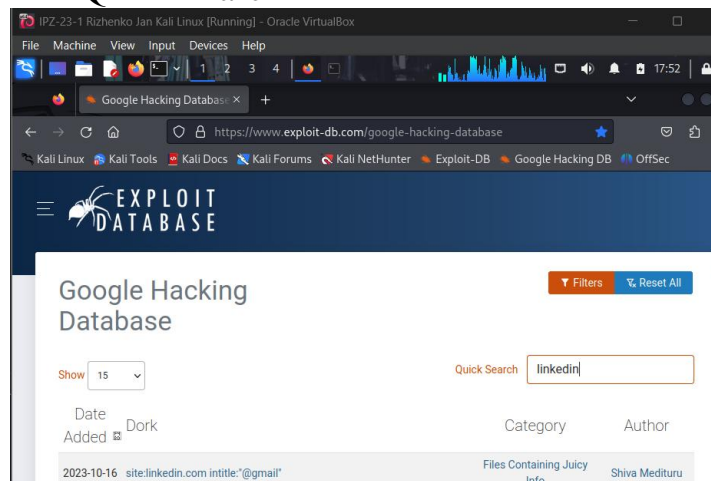 IPZ-23-1 Rizhenko Jan Kali Linux [Running] - Oracle VirtualBox
File Machine View Input Devices Help
1 2 3 4 17:52
Google Hacking Database
https://www.exploit-db.com/google-hacking-database
Kali Linux Kali Tools Kali Docs Kali Forums Kali NetHunter Exploit-DB Google Hacking DB OffSec
EXPLOIT
DATABASE
Filters Reset All
Google Hacking
Database
Show 15 Quick Search linkedin
Date
Added Dork Category Author
2023-10-16 site:linkedin.com intitle:"@gmail" Files Containing Juicy
Info Shiva Medituru